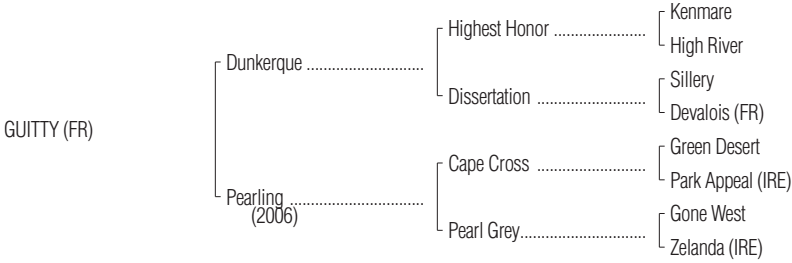 Kenmare
Highest Honor ......................
High River
Dunkerque ............................
Sillery
Dissertation ..........................
Devalois (FR)
GUITTY (FR)
Green Desert
Cape Cross ..........................
Park Appeal (IRE)
Pearling ................................
(2006)
Gone West
Pearl Grey..............................
Zelanda (IRE)